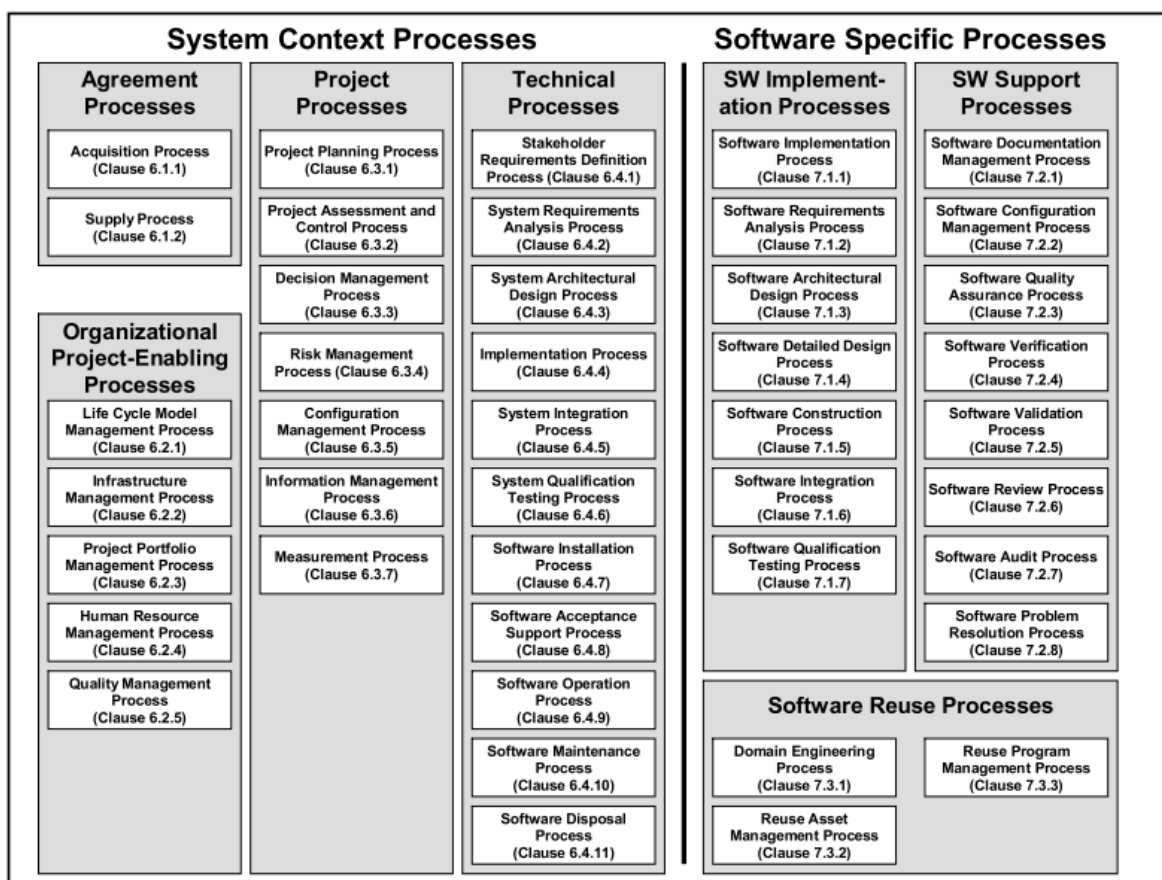 System Context Processes
Agreement
Processes
Acquisition Process
(Clause 6.1.1)
Supply Process
(Clause 6.1.2)
Organizational
Project-Enabling
Processes
Life Cycle Model
Management Process
(Clause 6.2.1)
Infrastructure
Management Process
(Clause 6.2.2)
Project Portfolio
Management Process
(Clause 6.2.3)
Human Resource
Management Process
(Clause 6.2.4)
Quality Management
Process
(Clause 6.2.5)
Project
Processes
Project Planning Process
(Clause 6.3.1)
Project Assessment and
Control Process
(Clause 6.3.2)
Decision Management
Process
(Clause 6.3.3)
Risk Management
Process (Clause 6.3.4)
Configuration
Management Process
(Clause 6.3.5)
Information Management
Process
(Clause 6.3.6)
Measurement Process
(Clause 6.3.7)
Technical
Processes
Stakeholder
Requirements Definition
Process (Clause 6.4.1)
System Requirements
Analysis Process
(Clause 6.4.2)
System Architectural
Design Process
(Clause 6.4.3)
Implementation Process
(Clause 6.4.4)
System Integration
Process
(Clause 6.4.5)
System Qualification
Testing Process
(Clause 6.4.6)
Software Installation
Process
(Clause 6.4.7)
Software Acceptance
Support Process
(Clause 6.4.8)
Software Operation
Process
(Clause 6.4.9)
Software Maintenance
Process
(Clause 6.4.10)
Software Disposal
Process
(Clause 6.4.11)
Software Specific Processes
SW Implement-
ation Processes
Software Implementation
Process
(Clause 7.1.1)
Software Requirements
Analysis Process
(Clause 7.1.2)
Software Architectural
Design Process
(Clause 7.1.3)
Software Detailed Design
Process
(Clause 7.1.4)
Software Construction
Process
(Clause 7.1.5)
Software Integration
Process
(Clause 7.1.6)
Software Qualification
Testing Process
(Clause 7.1.7)
SW Support
Processes
Software Documentation
Management Process
(Clause 7.2.1)
Software Configuration
Management Process
(Clause 7.2.2)
Software Quality
Assurance Process
(Clause 7.2.3)
Software Verification
Process
(Clause 7.2.4)
Software Validation
Process
(Clause 7.2.5)
Software Review Process
(Clause 7.2.6)
Software Audit Process
(Clause 7.2.7)
Software Problem
Resolution Process
(Clause 7.2.8)
Software Reuse Processes
Domain Engineering
Process
(Clause 7.3.1)
Reuse Asset
Management Process
(Clause 7.3.2)
Reuse Program
Management Process
(Clause 7.3.3)